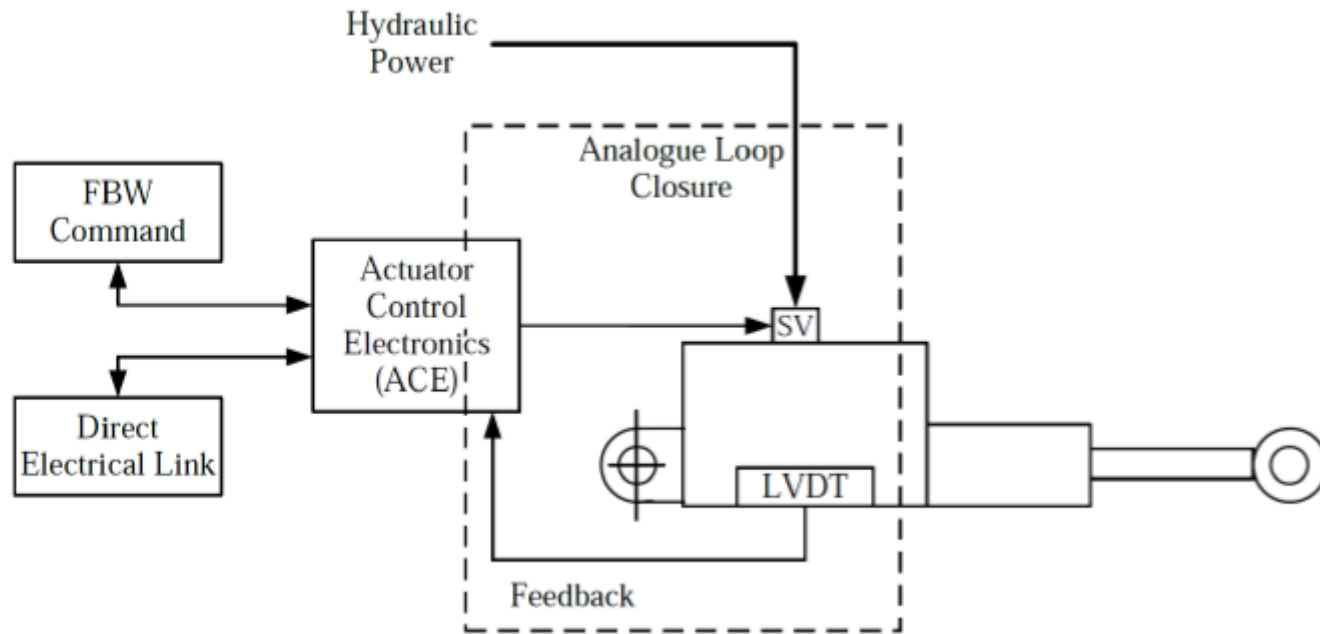 Hydraulic
Power
Analogue Loop
Closure
FBW
Command
Actuator
Control
Electronics
(ACE)
SV
Direct
Electrical Link
LVDT
Feedback